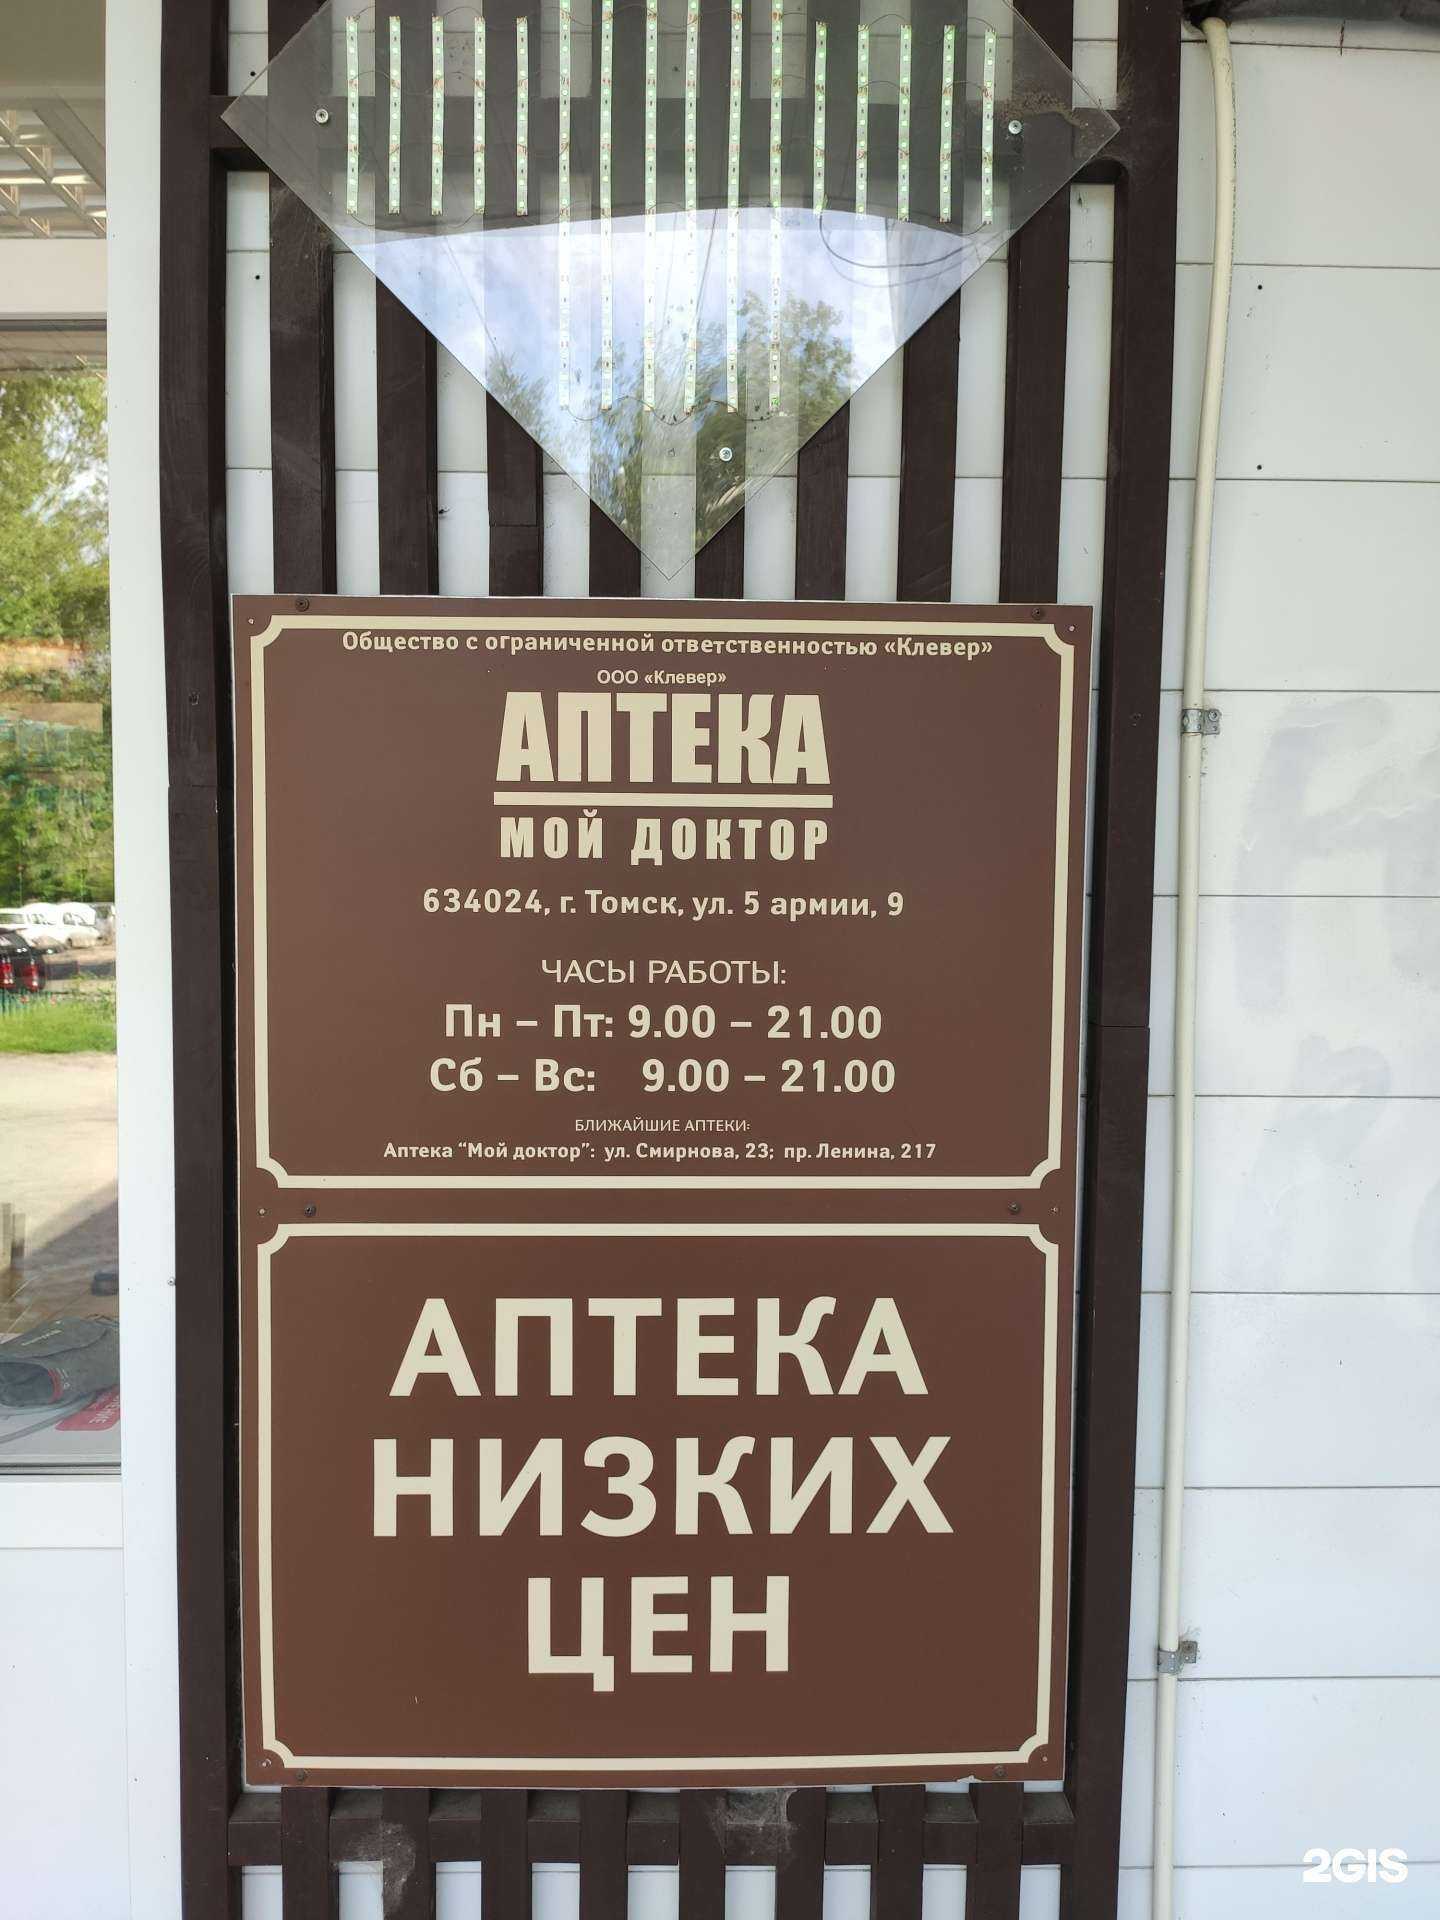 Общество с ограниченной ответственностью «Клевер»
ООО «Клевер»
АПТЕКА
МОЙ ДОКТОР
634024, г. Томск, ул. 5 армии, 9
ЧАСЫ РАБОТЫ:
Пн – Пт: 9.00 – 21.00
Сб – Вс: 9.00 – 21.00
БЛИЖАЙШИЕ АПТЕКИ:
Аптека “Мой доктор”: ул. Смирнова, 23; пр. Ленина, 217
АПТЕКА
НИЗКИХ
ЦЕН
2GIS